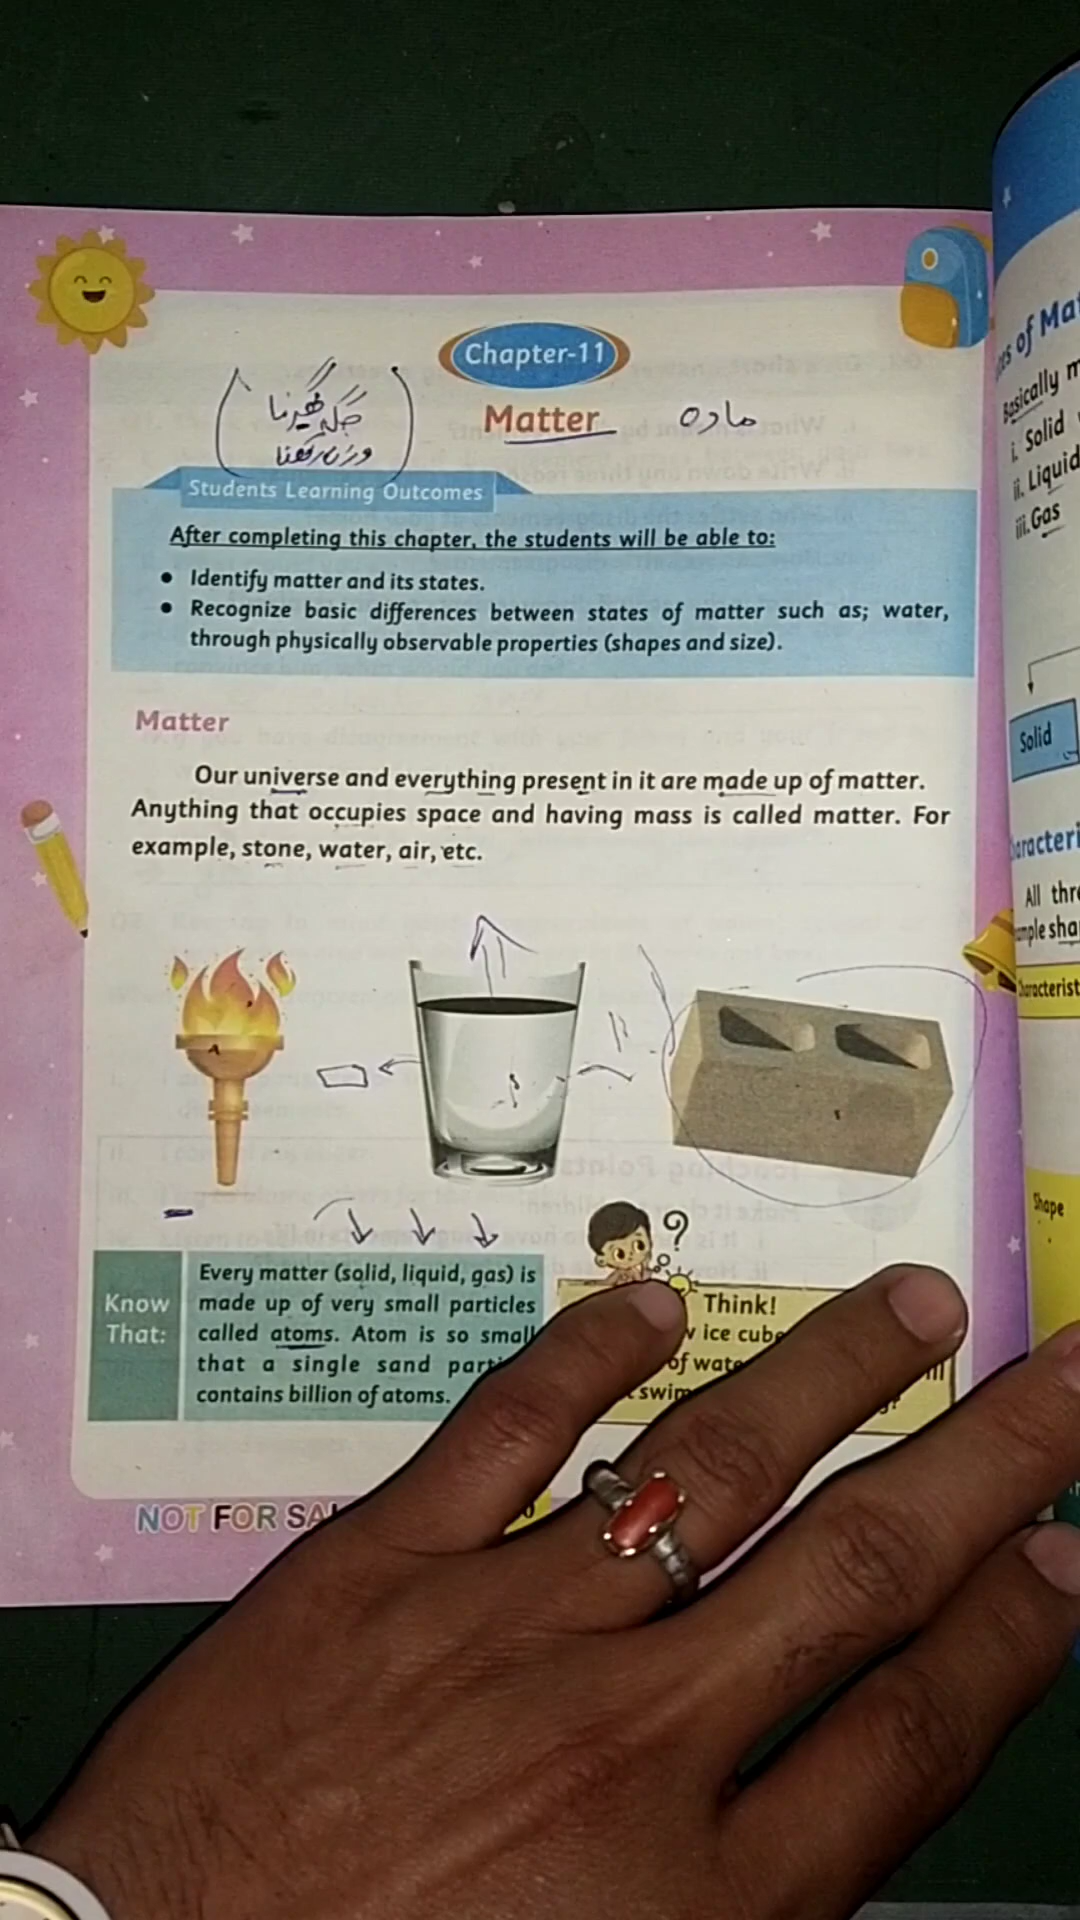 Chapter-11
Matter
مادہ
جگہ گھیرنا
وزن رکھنا
Students Learning Outcomes
After completing this chapter, the students will be able to:
• Identify matter and its states.
• Recognize basic differences between states of matter such as; water,
through physically observable properties (shapes and size).
Matter
Our universe and everything present in it are made up of matter.
Anything that occupies space and having mass is called matter. For
example, stone, water, air, etc.
Know
That:
Every matter (solid, liquid, gas) is
made up of very small particles
called atoms. Atom is so small
that a single sand
contains billion of atoms.
?
Think!
ice
of
swim
NOT FOR
of
Basically
i. Solid
ii. Liquid
iii. Gas
Solid
All
Shape